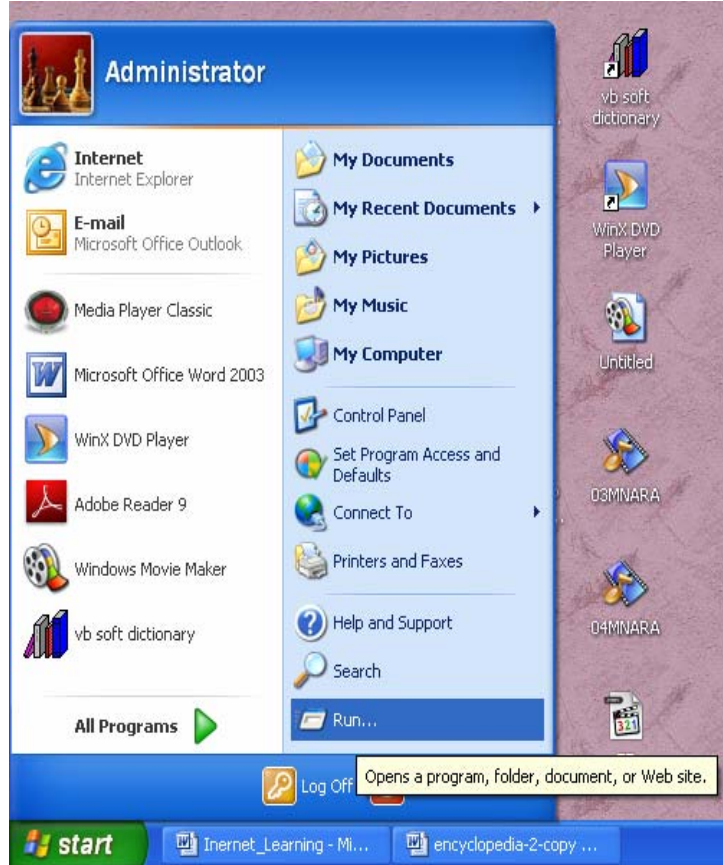 Administrator
Internet
Internet Explorer
E-mail
Microsoft Office Outlook
Media Player Classic
Microsoft Office Word 2003
WinX DVD Player
Adobe Reader 9
Windows Movie Maker
vb soft dictionary
All Programs
My Documents
My Recent Documents
My Pictures
My Music
My Computer
Control Panel
Set Program Access and
Defaults
Connect To
Printers and Faxes
Help and Support
Search
Run...
Opens a program, folder, document, or Web site.
Log Off
vb soft
dictionary
WinX DVD
Player
Untitled
03MNARA
04MNARA
321
start
Inernet_Learning - Mi...
encyclopedia-2-copy ...